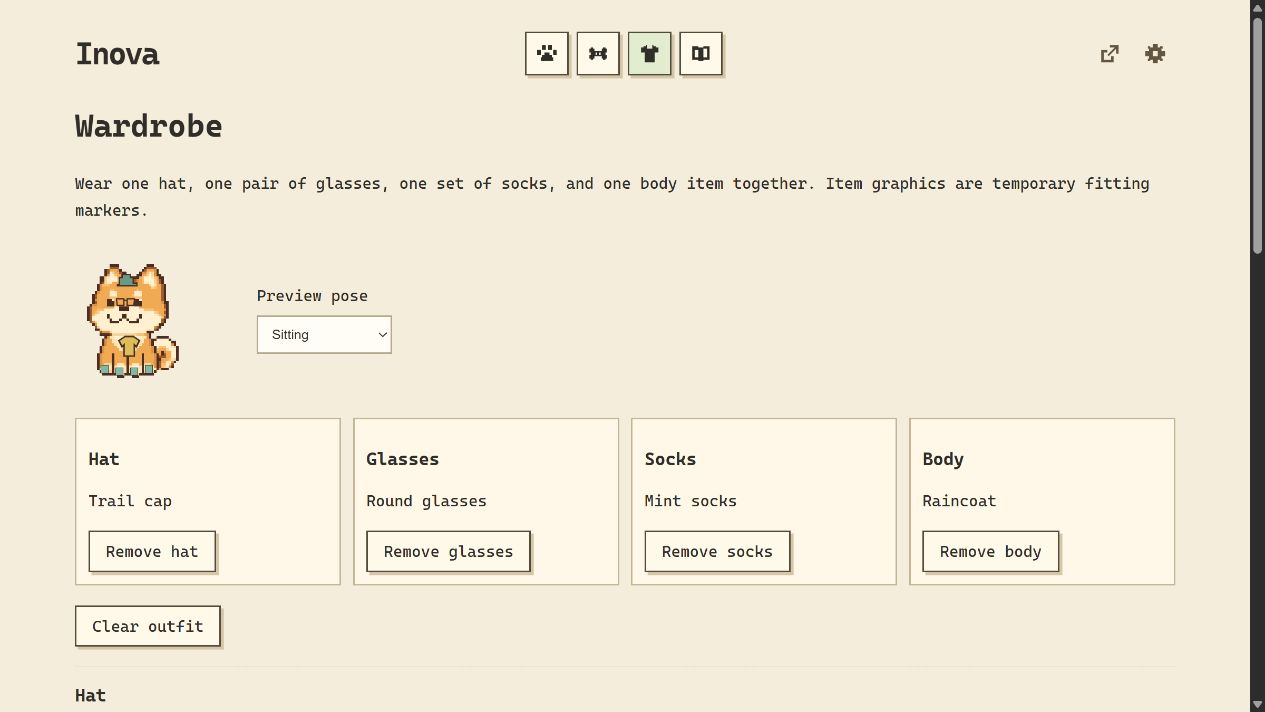 Inova
Wardrobe
Wear one hat, one pair of glasses, one set of socks, and one body item together. Item graphics are temporary fitting
markers.
Preview pose
Sitting
Hat
Trail cap
Remove hat
Glasses
Round glasses
Remove glasses
Socks
Mint socks
Remove socks
Body
Raincoat
Remove body
Clear outfit
Hat